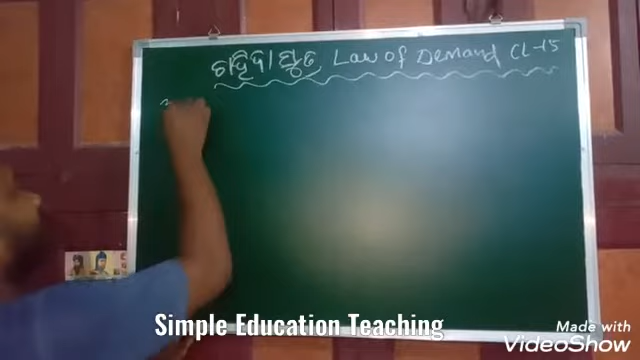 ଚାହିଦା ସୂତ୍ର Law of Demand CL-15
Simple Education Teaching
Made with
VideoShow